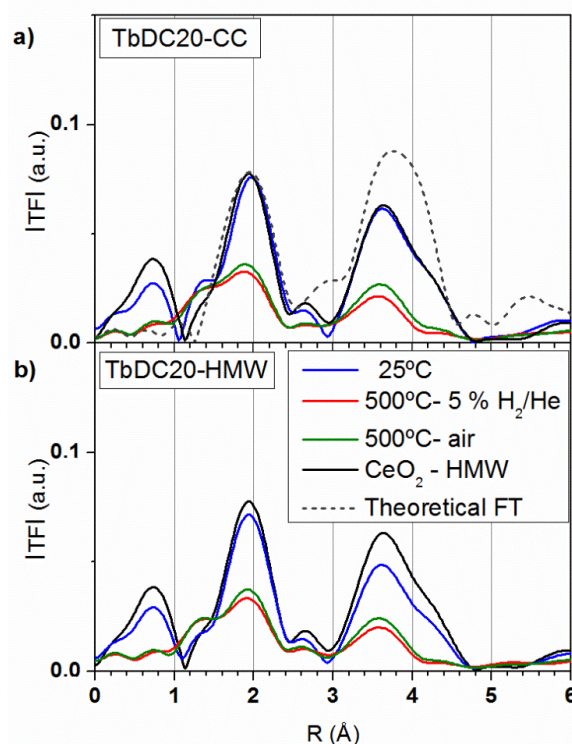 a)
TbDC20-CC
0.1
|TF| (a.u.)
0.0
b)
TbDC20-HMW
25ºC
500ºC- 5 % H₂/He
500ºC- air
CeO₂ - HMW
Theoretical FT
0.1
|TF| (a.u.)
0.0
0 1 2 3 4 5 6
R (Å)